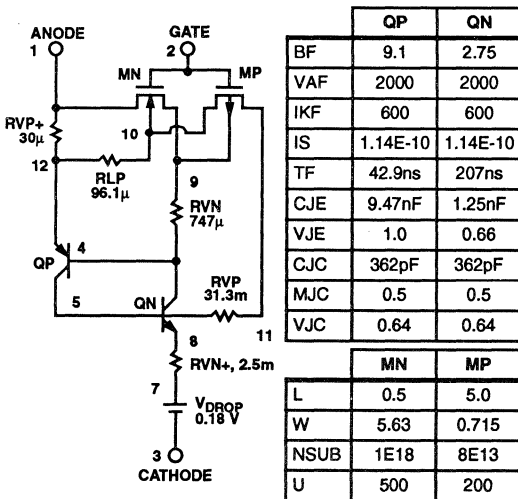 ANODE
1
GATE
2
MN
MP
RVP+
30μ
10
12
RLP
96.1μ
9
RVN
747μ
4
QP
5
QN
RVP
31.3m
11
8
RVN+, 2.5m
7
VDROP
0.18 V
3
CATHODE
QP QN
BF 9.1 2.75
VAF 2000 2000
IKF 600 600
IS 1.14E-10 1.14E-10
TF 42.9ns 207ns
CJE 9.47nF 1.25nF
VJE 1.0 0.66
CJC 362pF 362pF
MJC 0.5 0.5
VJC 0.64 0.64
MN MP
L 0.5 5.0
W 5.63 0.715
NSUB 1E18 8E13
U 500 200